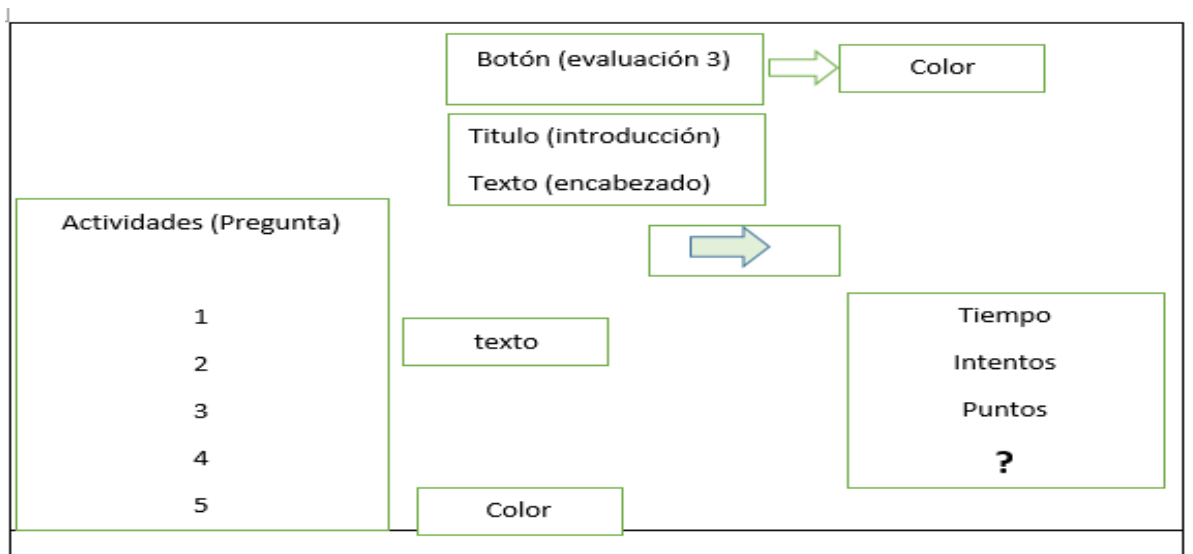 Botón (evaluación 3)
Color
Titulo (introducción)
Texto (encabezado)
Actividades (Pregunta)
1
2
3
4
5
texto
Color
Tiempo
Intentos
Puntos
?